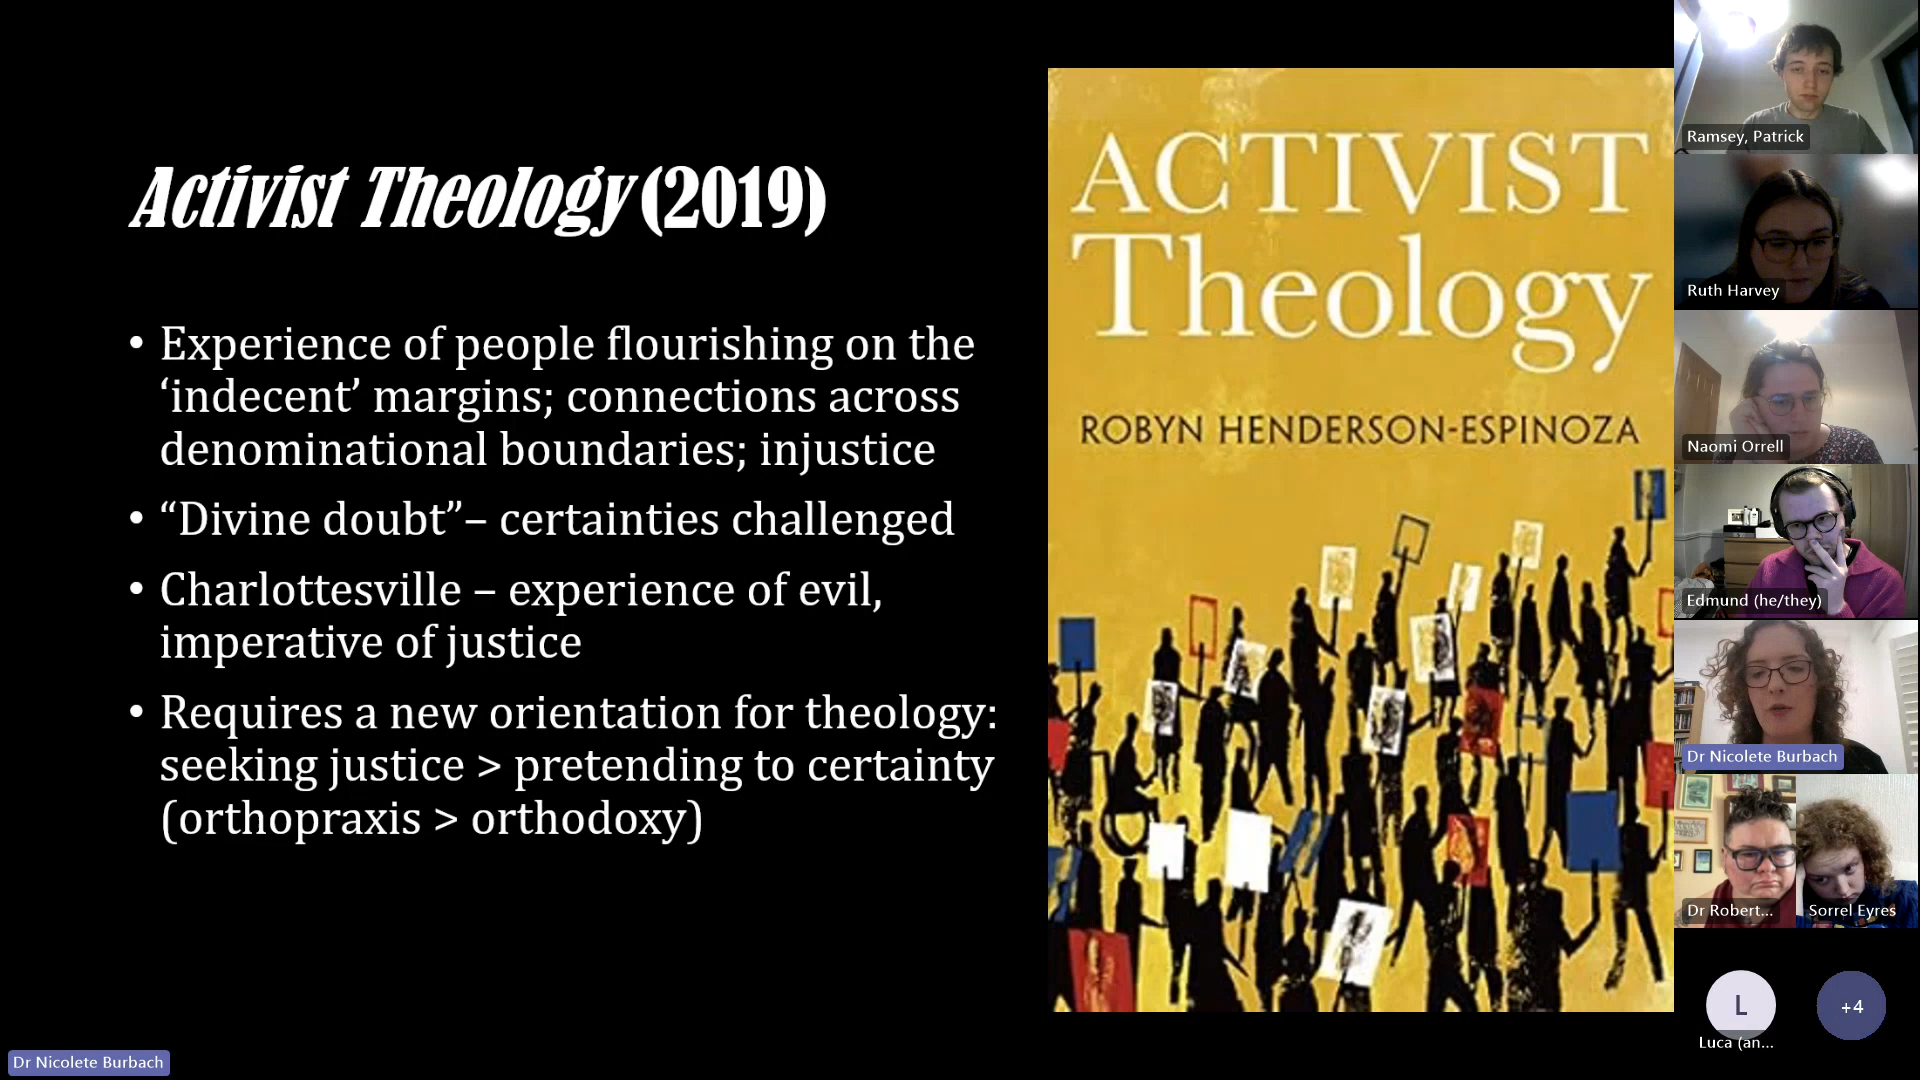 Activist Theology (2019)
• Experience of people flourishing on the
‘indecent’ margins; connections across
denominational boundaries; injustice
• “Divine doubt”– certainties challenged
• Charlottesville – experience of evil,
imperative of justice
• Requires a new orientation for theology:
seeking justice > pretending to certainty
(orthopraxis > orthodoxy)
ACTIVIST
Theology
ROBYN HENDERSON-ESPINOZA
Ramsey, Patrick
Ruth Harvey
Naomi Orrell
Edmund (he/they)
Dr Nicolete Burbach
Dr Robert...
Sorrel Eyres
L
+4
Luca (an...
Dr Nicolete Burbach